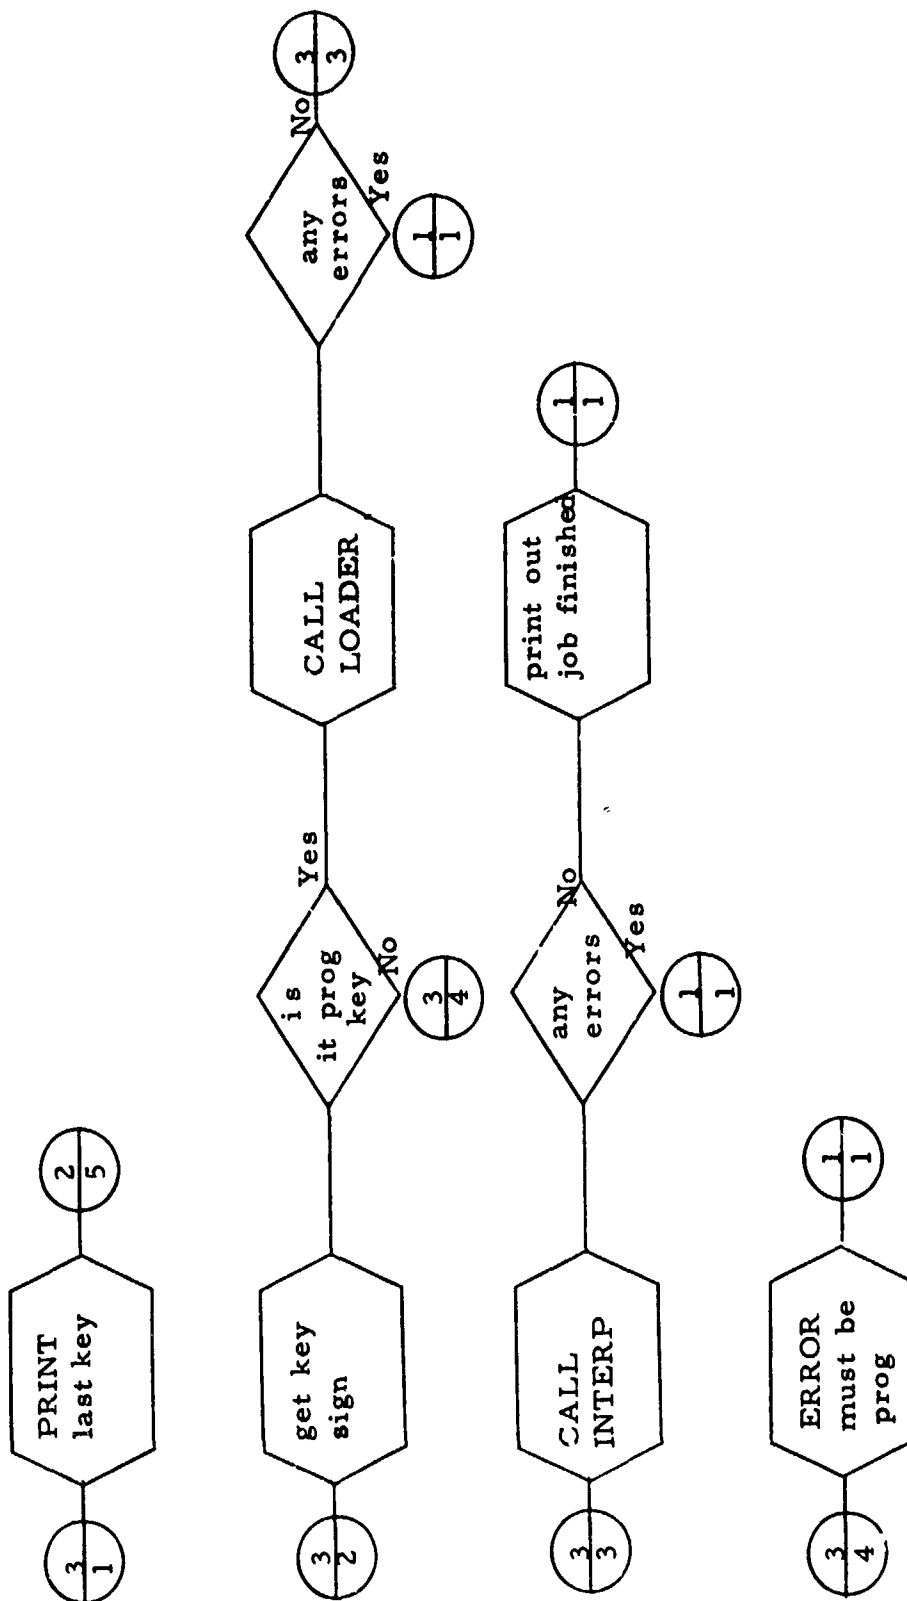 3
1
PRINT
last key
2
5
3
2
get key
sign
is
it prog
key
Yes
No
3
4
CALL
LOADER
any
errors
No
Yes
3
3
1
1
3
3
CALL
INTERP
any
errors
No
Yes
1
1
print out
job finished
1
1
3
4
ERROR
must be
prog
1
1